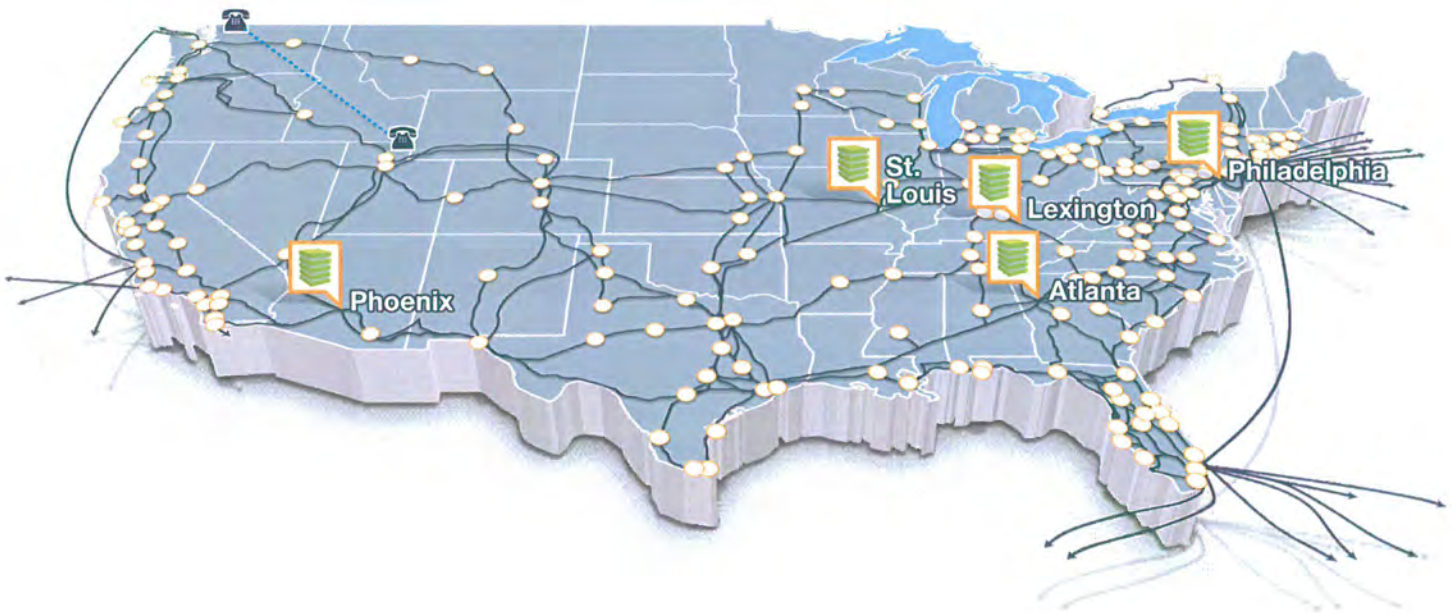 St.
Louis
Philadelphia
Lexington
Phoenix
Atlanta